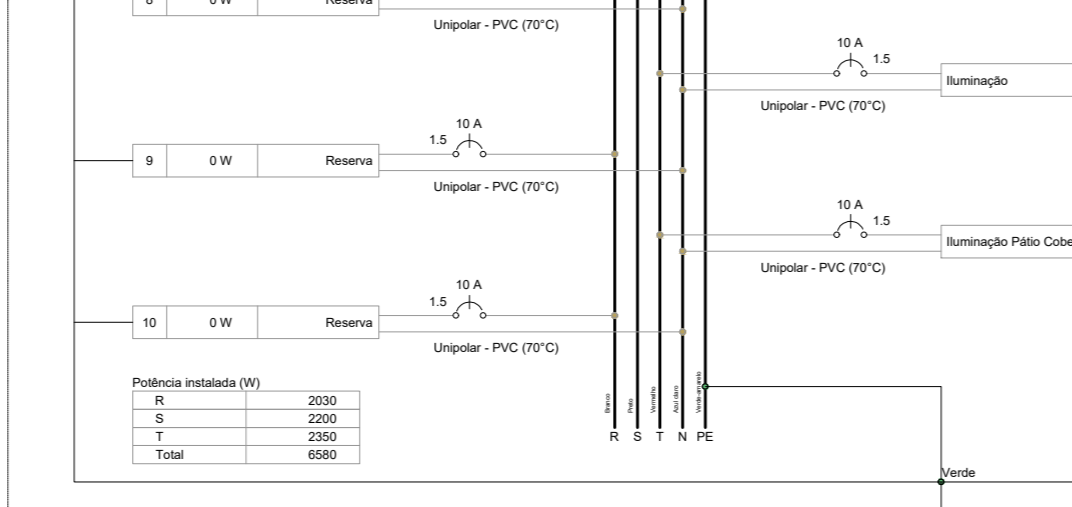 8 0 W Reserva
Unipolar - PVC (70°C)
10 A
1.5
Iluminação
Unipolar - PVC (70°C)
10 A
1.5
9 0 W Reserva
Unipolar - PVC (70°C)
10 A
1.5
Iluminação Pátio Cobe
Unipolar - PVC (70°C)
10 A
1.5
10 0 W Reserva
Unipolar - PVC (70°C)
Potência instalada (W)
R 2030
S 2200
T 2350
Total 6580
Branco
Preto
Vermelho
Azul claro
Verde-amarelo
R S T N PE
Verde